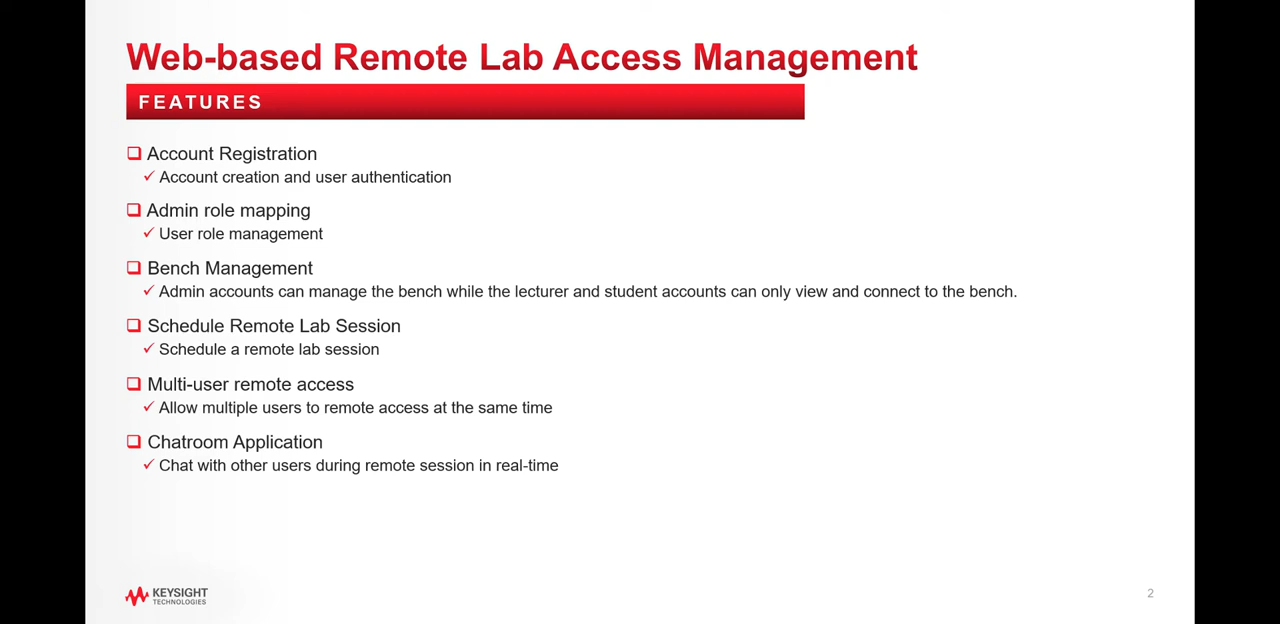 Web-based Remote Lab Access Management
FEATURES
Account Registration
Account creation and user authentication
Admin role mapping
User role management
Bench Management
Admin accounts can manage the bench while the lecturer and student accounts can only view and connect to the bench.
Schedule Remote Lab Session
Schedule a remote lab session
Multi-user remote access
Allow multiple users to remote access at the same time
Chatroom Application
Chat with other users during remote session in real-time
KEYSIGHT
TECHNOLOGIES
2